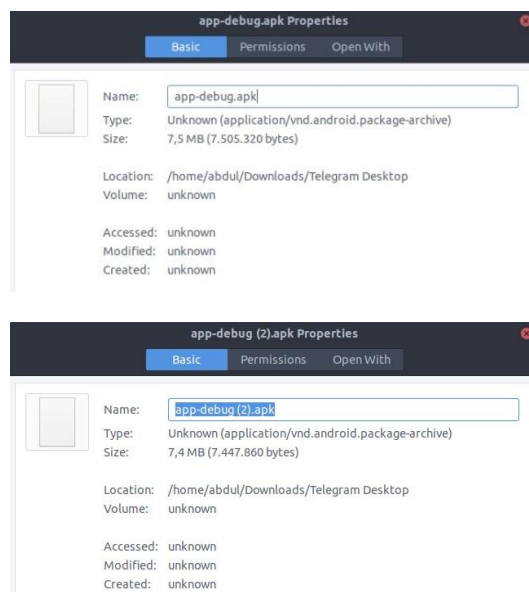 app-debug.apk Properties
Basic Permissions Open With
Name: app-debug.apk
Type: Unknown (application/vnd.android.package-archive)
Size: 7,5 MB (7.505.320 bytes)
Location: /home/abdul/Downloads/Telegram Desktop
Volume: unknown
Accessed: unknown
Modified: unknown
Created: unknown
app-debug (2).apk Properties
Basic Permissions Open With
Name: app-debug (2).apk
Type: Unknown (application/vnd.android.package-archive)
Size: 7,4 MB (7.447.860 bytes)
Location: /home/abdul/Downloads/Telegram Desktop
Volume: unknown
Accessed: unknown
Modified: unknown
Created: unknown